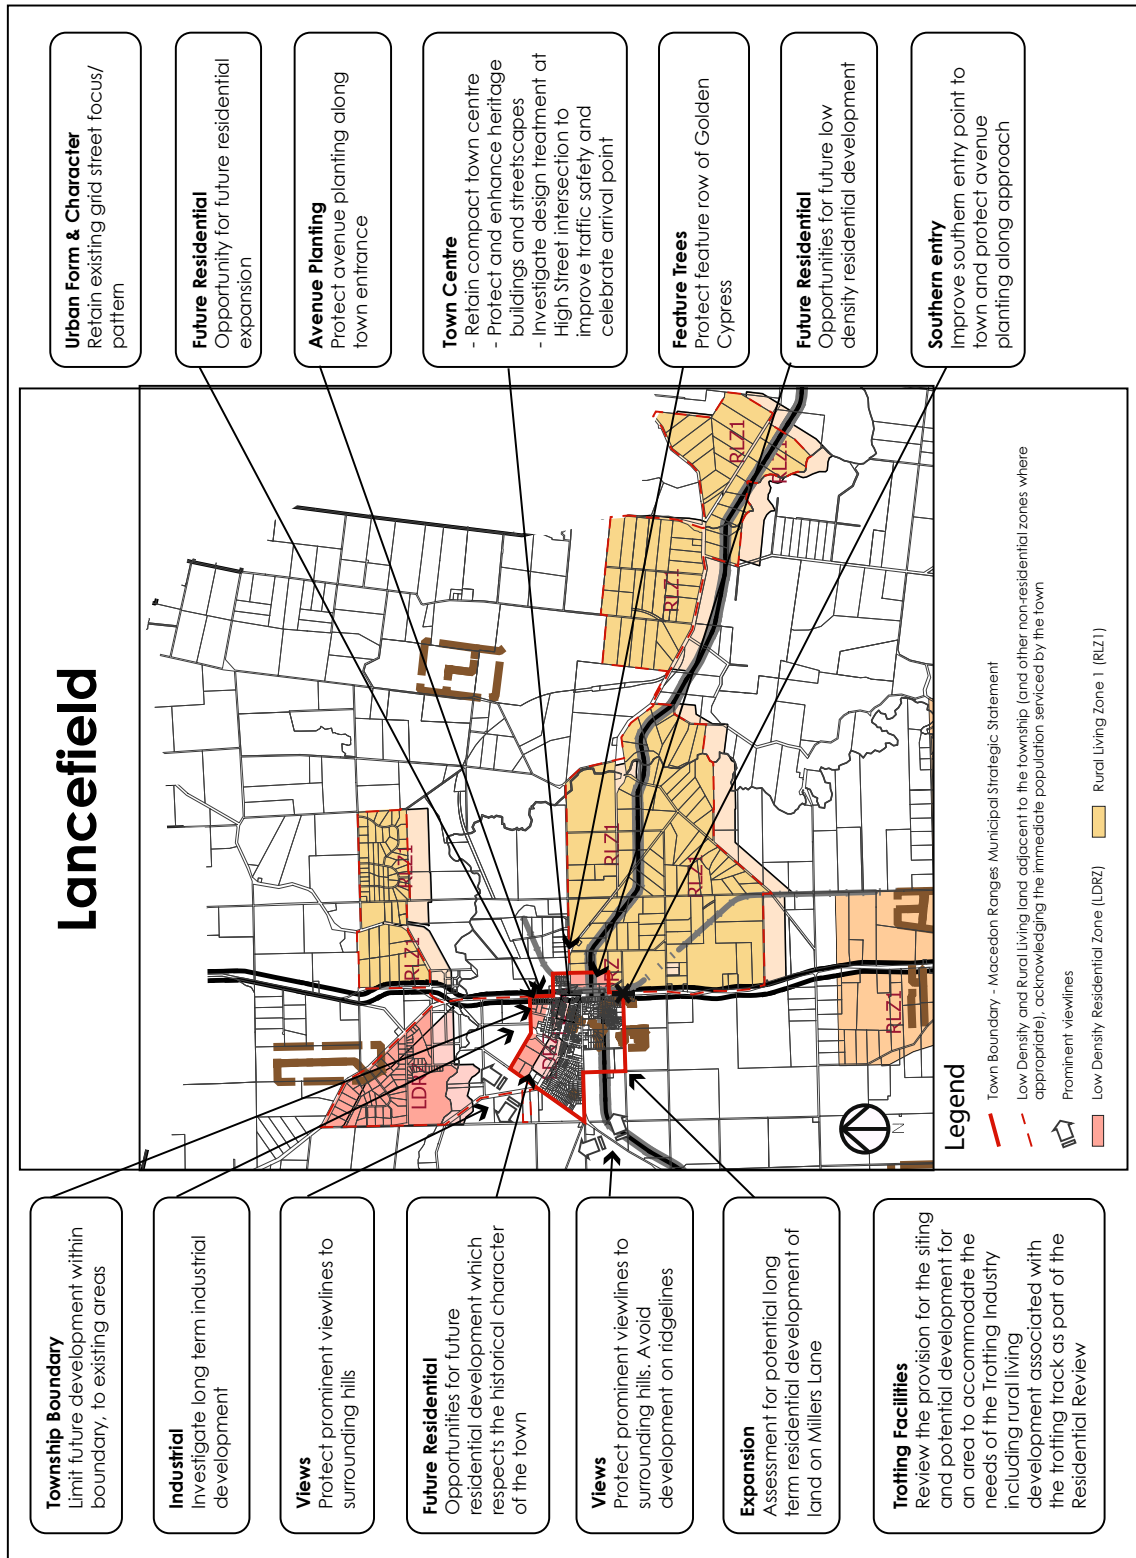 Lancefield
Township Boundary
Limit future development within
boundary, to existing areas
Industrial
Investigate long term industrial
development
Views
Protect prominent viewlines to
surrounding hills
Future Residential
Opportunities for future
residential development which
respects the historical character
of the town
Views
Protect prominent viewlines to
surrounding hills. Avoid
development on ridgelines
Expansion
Assessment for potential long
term residential development of
land on Millers Lane
Trotting Facilities
Review the provision for the siting
and potential development for
an area to accommodate the
needs of the Trotting Industry
including rural living
development associated with
the trotting track as part of the
Residential Review
Urban Form & Character
Retain existing grid street focus/
pattern
Future Residential
Opportunity for future residential
expansion
Avenue Planting
Protect avenue planting along
town entrance
Town Centre
- Retain compact town centre
- Protect and enhance heritage
buildings and streetscapes
- Investigate design treatment at
High Street intersection to
improve traffic safety and
celebrate arrival point
Feature Trees
Protect feature row of Golden
Cypress
Future Residential
Opportunities for future low
density residential development
Southern entry
Improve southern entry point to
town and protect avenue
planting along approach
RLZ1
RLZ1
RLZ1
RLZ1
RLZ1
RLZ1
RLZ1
RLZ1
N
Legend
Town Boundary - Macedon Ranges Municipal Strategic Statement
Low Density and Rural Living land adjacent to the township (and other non-residential zones where
appropriate), acknowledging the immediate population serviced by the town
Prominent viewlines
Low Density Residential Zone (LDRZ)
Rural Living Zone 1 (RLZ1)